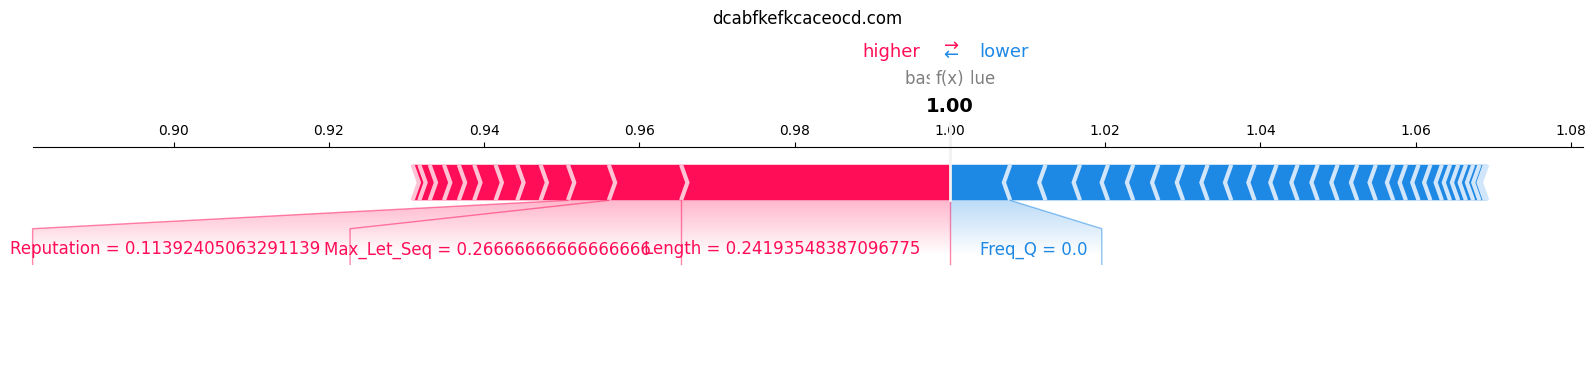 dcabfkefkcaceocd.com
higher ⇄ lower
bas f(x) lue
1.00
0.90 0.92 0.94 0.96 0.98 1.00 1.02 1.04 1.06 1.08
Reputation = 0.11392405063291139 Max_Let_Seq = 0.26666666666666666 Length = 0.24193548387096775 Freq_Q = 0.0